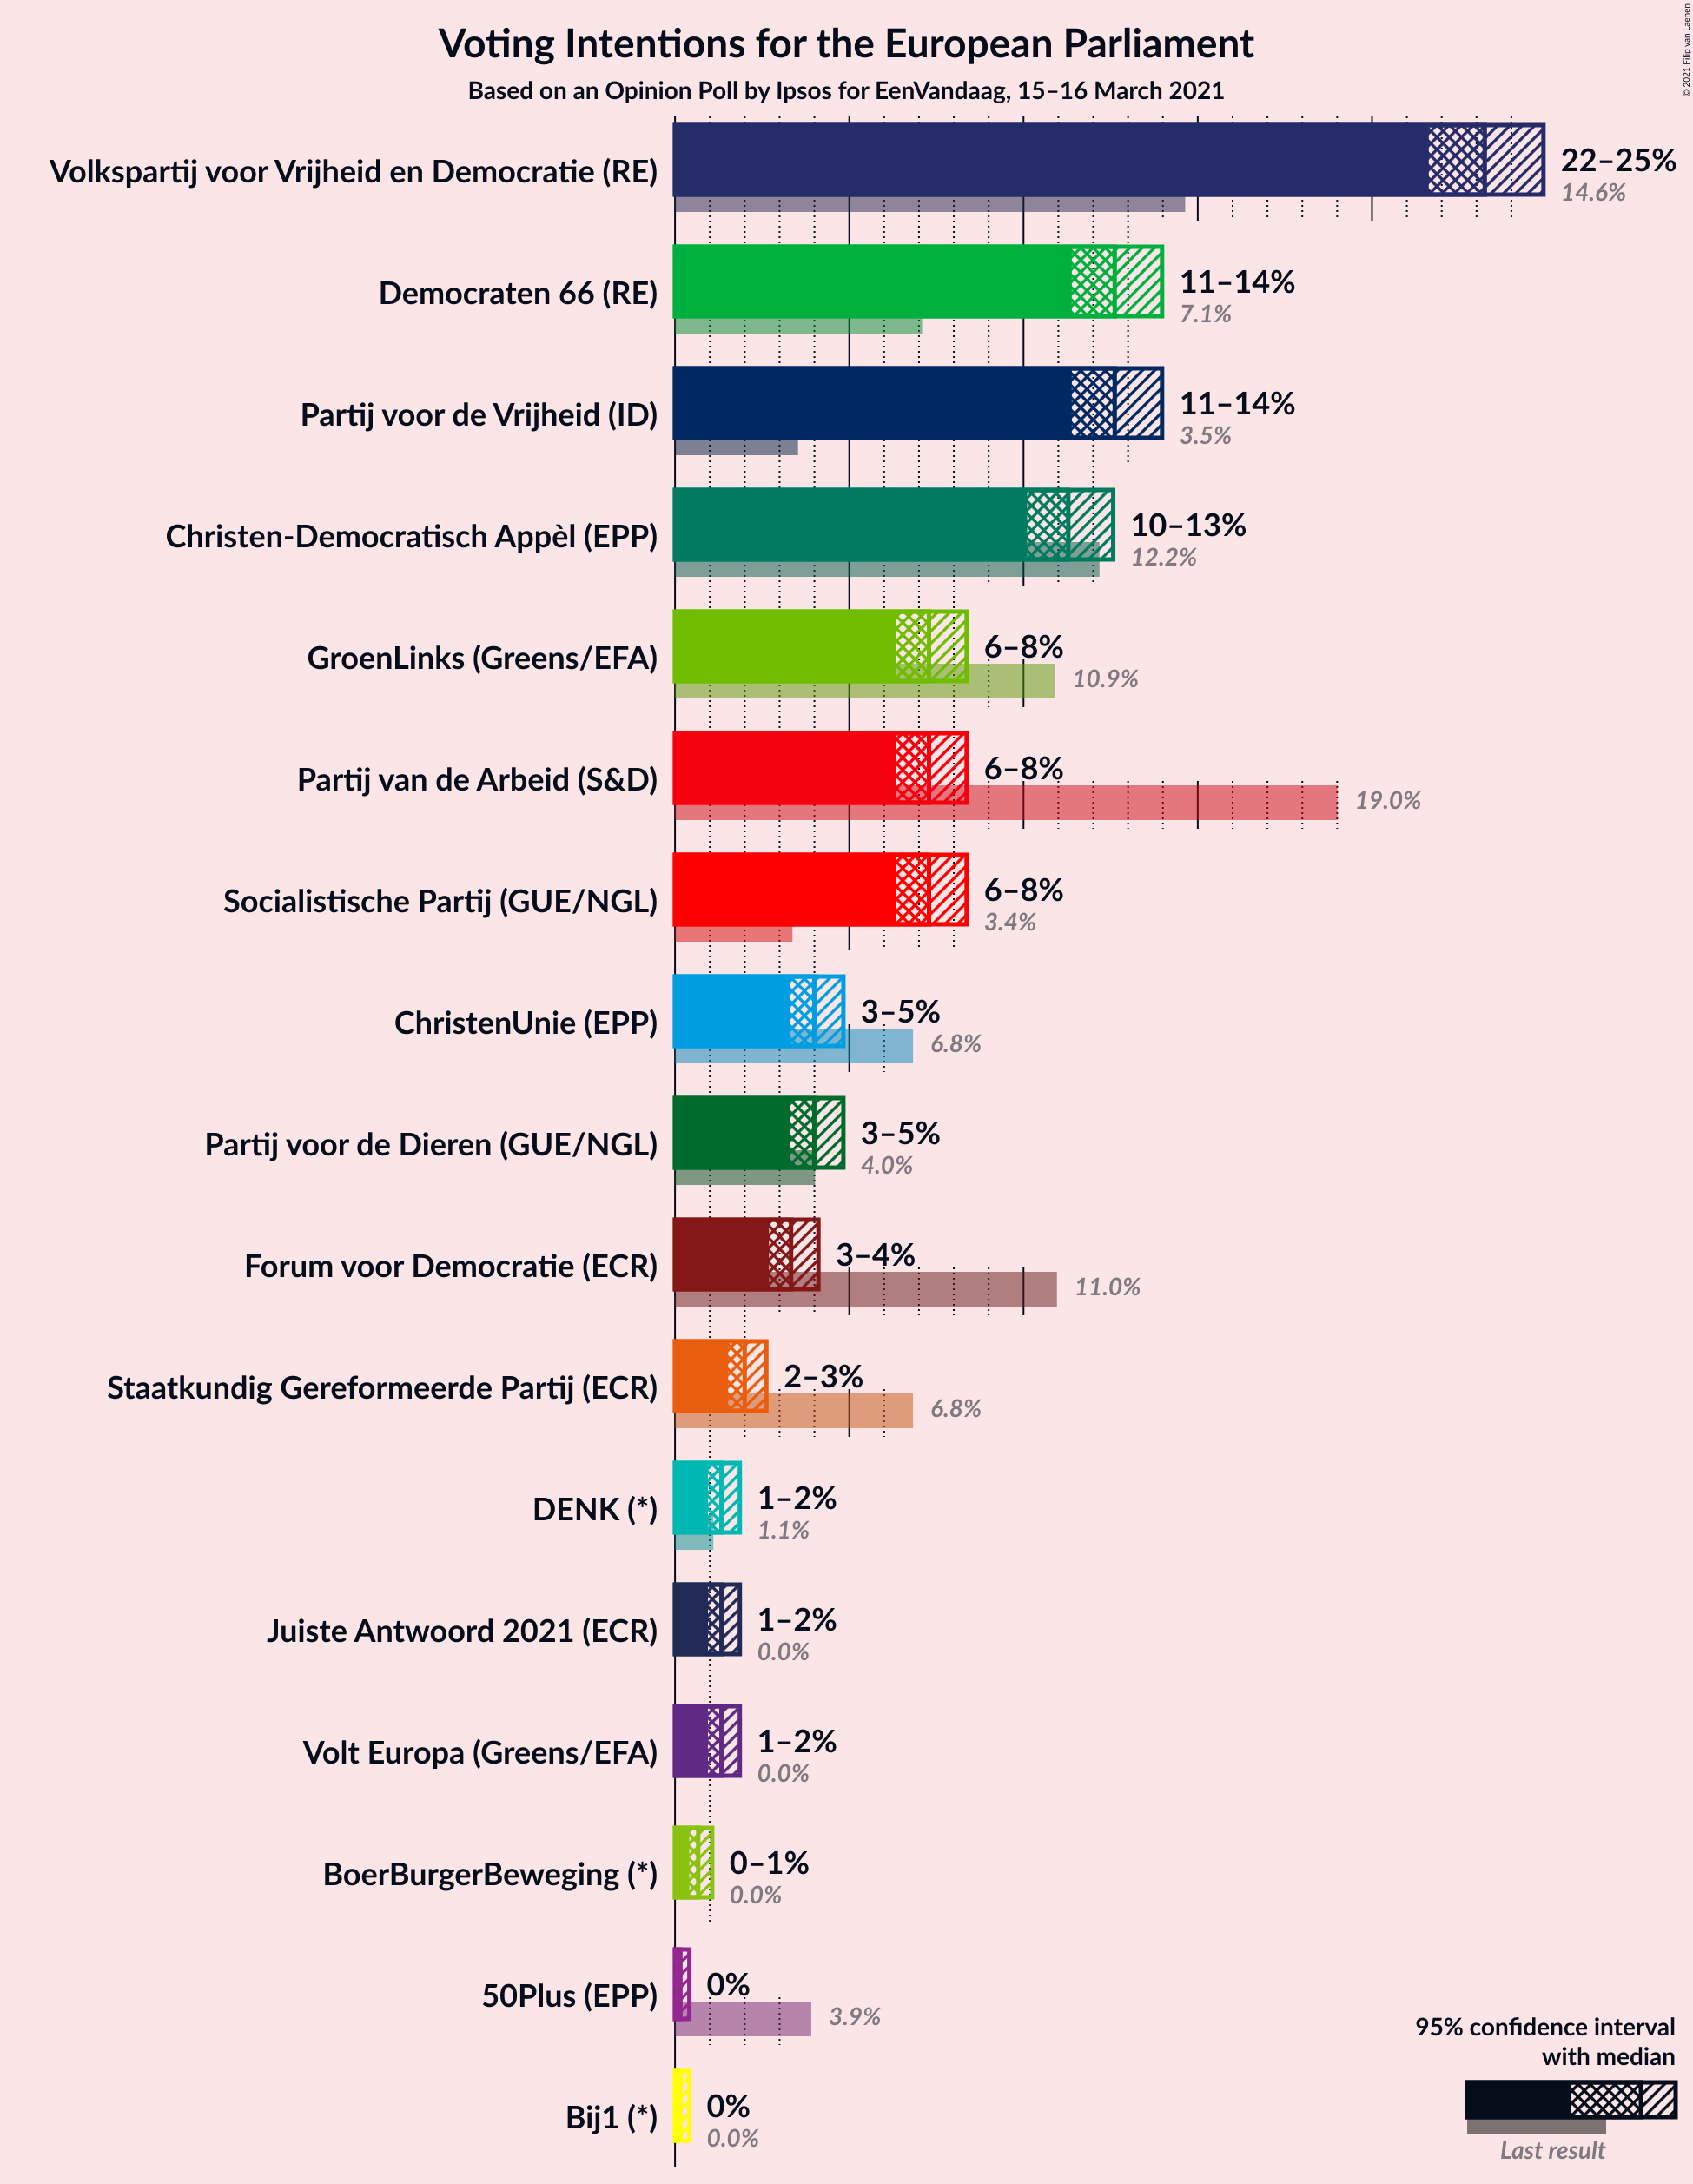 Voting Intentions for the European Parliament
Based on an Opinion Poll by Ipsos for EenVandaag, 15–16 March 2021
© 2021 Filip van Laenen
Volkspartij voor Vrijheid en Democratie (RE)
22–25%
14.6%
Democraten 66 (RE)
11–14%
7.1%
Partij voor de Vrijheid (ID)
11–14%
3.5%
Christen-Democratisch Appèl (EPP)
10–13%
12.2%
GroenLinks (Greens/EFA)
6–8%
10.9%
Partij van de Arbeid (S&D)
6–8%
19.0%
Socialistische Partij (GUE/NGL)
6–8%
3.4%
ChristenUnie (EPP)
3–5%
6.8%
Partij voor de Dieren (GUE/NGL)
3–5%
4.0%
Forum voor Democratie (ECR)
3–4%
11.0%
Staatkundig Gereformeerde Partij (ECR)
2–3%
6.8%
DENK (*)
1–2%
1.1%
Juiste Antwoord 2021 (ECR)
1–2%
0.0%
Volt Europa (Greens/EFA)
1–2%
0.0%
BoerBurgerBeweging (*)
0–1%
0.0%
50Plus (EPP)
0%
3.9%
Bij1 (*)
0%
0.0%
95% confidence interval
with median
Last result